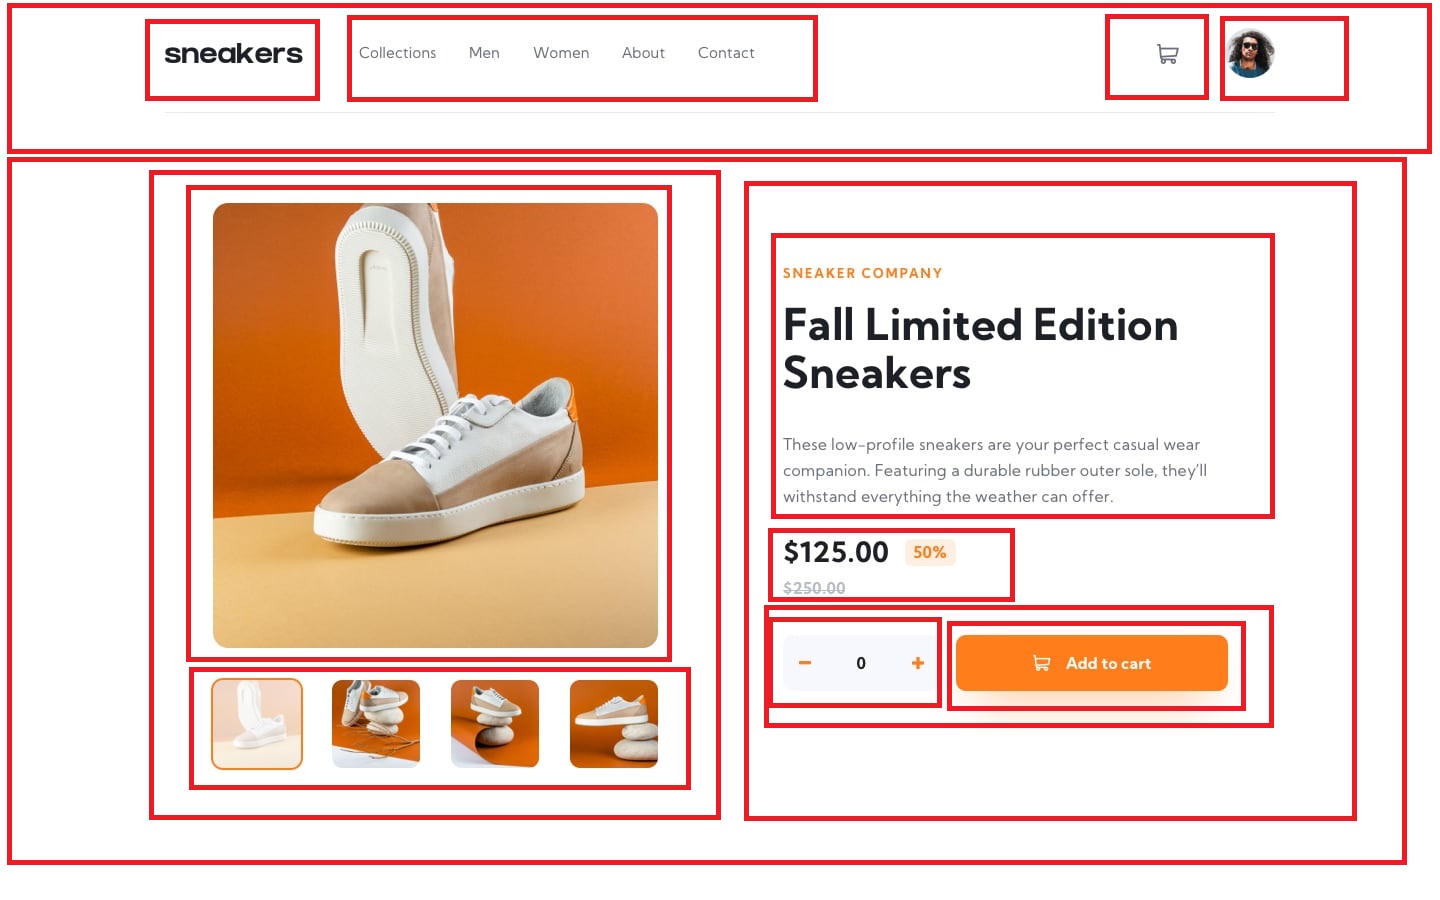 sneakers
Collections Men Women About Contact
SNEAKER COMPANY
Fall Limited Edition
Sneakers
These low-profile sneakers are your perfect casual wear
companion. Featuring a durable rubber outer sole, they’ll
withstand everything the weather can offer.
$125.00 50%
$250.00
0
Add to cart